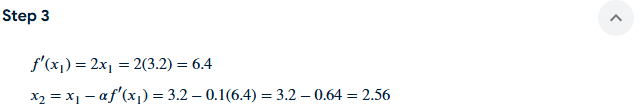 Step 3
f′(x₁) = 2x₁ = 2(3.2) = 6.4
x₂ = x₁ − αf′(x₁) = 3.2 − 0.1(6.4) = 3.2 − 0.64 = 2.56